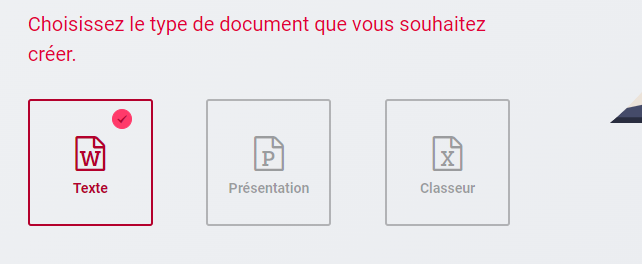 Choisissez le type de document que vous souhaitez
créer.
W
P
X
Texte
Présentation
Classeur